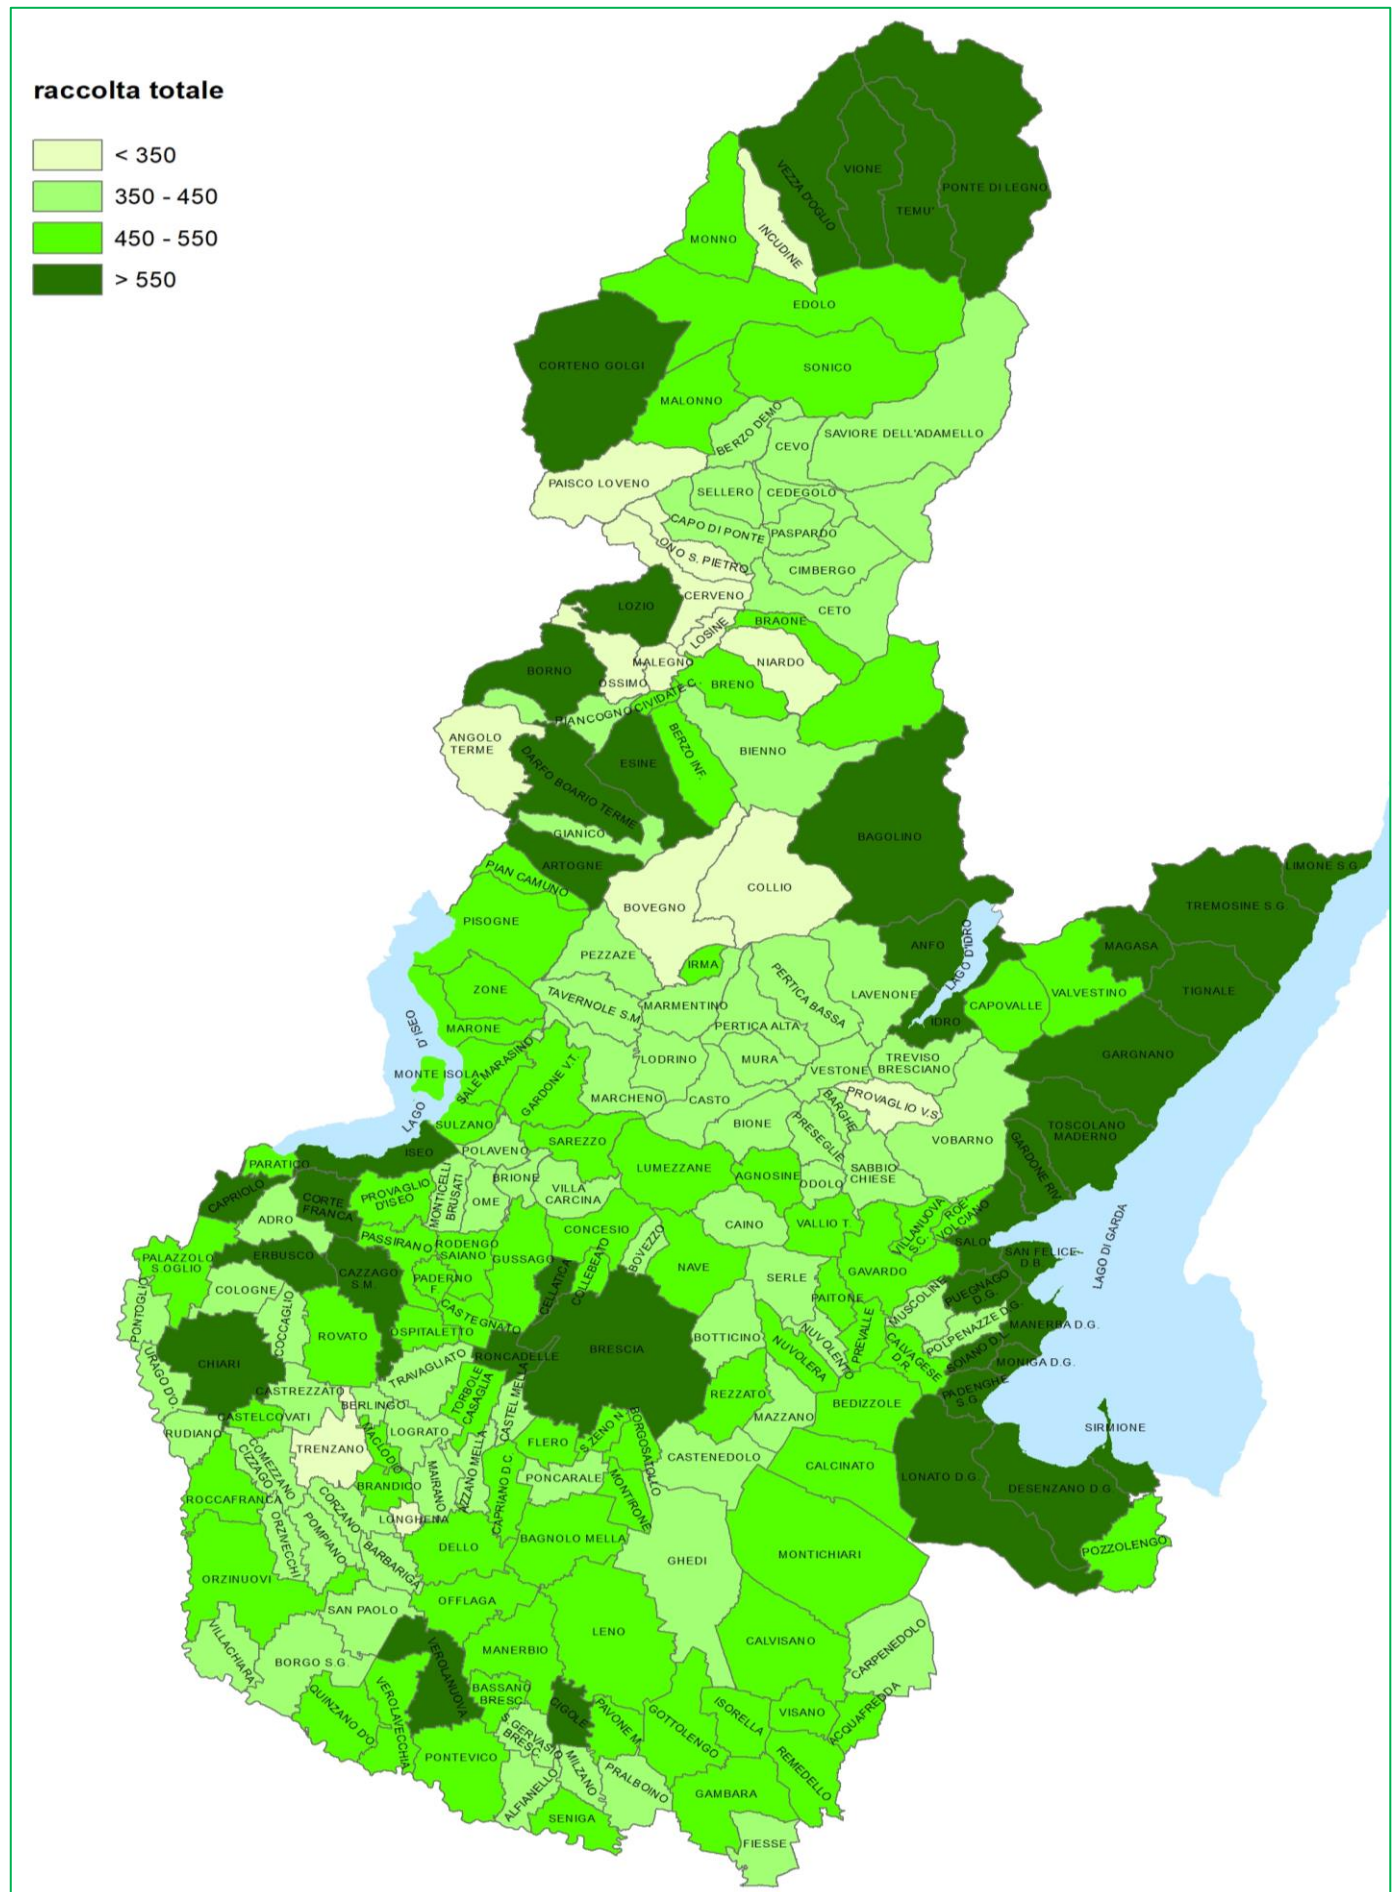 raccolta totale
< 350
350 - 450
450 - 550
> 550
VEZZA D'OGLIO
VIONE
TEMU'
PONTE DI LEGNO
MONNO
INCUDINE
EDOLO
CORTENO GOLGI
SONICO
MALONNO
BERZO DEMO
CEVO
SAVIORE DELL'ADAMELLO
PAISCO LOVENO
SELLERO
CEDEGOLO
CAPO DI PONTE
PASPARDO
ONO S. PIETRO
CIMBERGO
CERVENO
LOZIO
CETO
LOSINE
BRAONE
MALEGNO
NIARDO
BORNO
OSSIMO
BRENO
CIVIDATE C.
PIANCOGNO
ANGOLO
TERME
BERZO INF.
BIENNO
ESINE
DARFO BOARIO TERME
GIANICO
BAGOLINO
ARTOGNE
PIAN CAMUNO
COLLIO
BOVEGNO
LIMONE S.G.
TREMOSINE S.G.
PISOGNE
ANFO
LAGO D'IDRO
MAGASA
PEZZAZE
IRMA
ZONE
TAVERNOLE S.M.
MARMENTINO
PERTICA BASSA
LAVENONE
CAPOVALLE
VALVESTINO
TIGNALE
IDRO
MARONE
PERTICA ALTA
LAGO
D'ISEO
GARGNANO
MONTE ISOLA
SALE MARASINO
GARDONE V.T.
LODRINO
MURA
VESTONE
TREVISO
BRESCIANO
MARCHENO
CASTO
PROVAGLIO V.S.
BARGHE
SULZANO
BIONE
PRESEGLIE
VOBARNO
TOSCOLANO
MADERNO
GARDONE RIV.
SAREZZO
POLAVENO
ISEO
PARATICO
LUMEZZANE
AGNOSINE
ODOLO
SABBIO
CHIESE
BRIONE
VILLA
CARCINA
OME
MONTICELLI
BRUSATI
PROVAGLIO
D'ISEO
CAPRIOLO
CORTE
FRANCA
ADRO
CAINO
VALLIO T.
VILLANUOVA
S.C.
ROE'
VOLCIANO
SALO'
LAGO DI GARDA
CONCESIO
BOVEZZO
COLLEBEATO
PASSIRANO
RODENGO
SAIANO
GUSSAGO
CELLATICA
NAVE
SERLE
GAVARDO
SAN FELICE
D.B.
PALAZZOLO
S.OGLIO
ERBUSCO
CAZZAGO
S.M.
PADERNO
F.
COLOGNE
PAITONE
MUSCOLINE
PUEGNAGO
D.G.
POLPENAZZE D.G.
MANERBA D.G.
PONTOGLIO
COCCAGLIO
ROVATO
OSPITALETTO
CASTEGNATO
BRESCIA
BOTTICINO
NUVOLERA
NUVOLENTO
PREVALLE
CALVAGESE
D.R.
SOIANO D.L.
MONIGA D.G.
CHIARI
URAGO D'O.
TRAVAGLIATO
RONCADELLE
TORBOLE
CASAGLIA
CASTEL MELLA
REZZATO
MAZZANO
BEDIZZOLE
PADENGHE
S.G.
CASTREZZATO
BERLINGO
CASTELCOVATI
RUDIANO
TRENZANO
MACLODIO
LOGRATO
FLERO
S. ZENO N.
BORGOSATOLLO
CASTENEDOLO
SIRMIONE
COMEZZANO
CIZZAGO
BRANDICO
MAIRANO
AZZANO MELLA
CAPRIANO D.C.
PONCARALE
MONTIRONE
CALCINATO
LONATO D.G.
DESENZANO D.G.
ROCCAFRANCA
CORZANO
LONGHENA
ORZIVECCHI
POMPIANO
BARBARIGA
DELLO
BAGNOLO MELLA
GHEDI
MONTICHIARI
POZZOLENGO
ORZINUOVI
OFFLAGA
SAN PAOLO
LENO
VILLACHIARA
BORGO S.G.
VEROLANUOVA
MANERBIO
CALVISANO
CARPENEDOLO
QUINZANO D'O.
VEROLAVECCHIA
BASSANO
BRESC.
CIGOLE
PAVONE M.
GOTTOLENGO
ISORELLA
VISANO
ACQUAFREDDA
S. GERVASIO
BRESC.
PONTEVICO
ALFIANELLO
MILZANO
PRALBOINO
GAMBARA
REMEDELLO
SENIGA
FIESSE